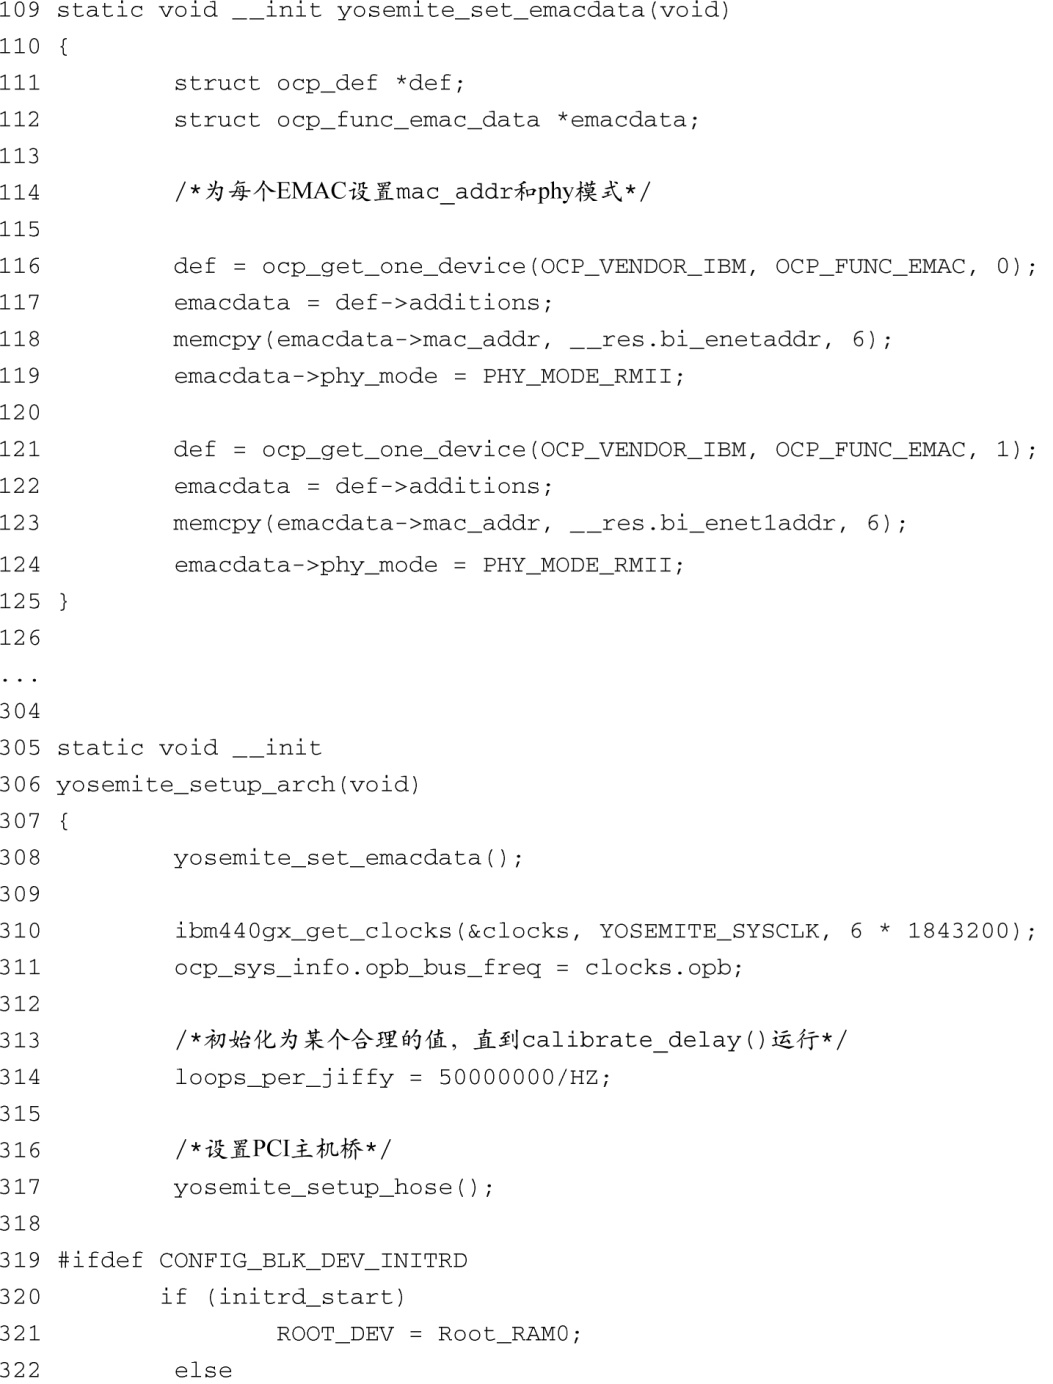 109 static void __init yosemite_set_emacdata(void)
110 {
111         struct ocp_def *def;
112         struct ocp_func_emac_data *emacdata;
113
114         /*为每个EMAC设置mac_addr和phy模式*/
115
116         def = ocp_get_one_device(OCP_VENDOR_IBM, OCP_FUNC_EMAC, 0);
117         emacdata = def->additions;
118         memcpy(emacdata->mac_addr, __res.bi_enetaddr, 6);
119         emacdata->phy_mode = PHY_MODE_RMII;
120
121         def = ocp_get_one_device(OCP_VENDOR_IBM, OCP_FUNC_EMAC, 1);
122         emacdata = def->additions;
123         memcpy(emacdata->mac_addr, __res.bi_enet1addr, 6);
124         emacdata->phy_mode = PHY_MODE_RMII;
125 }
126
...
304
305 static void __init
306 yosemite_setup_arch(void)
307 {
308         yosemite_set_emacdata();
309
310         ibm440gx_get_clocks(&clocks, YOSEMITE_SYSCLK, 6 * 1843200);
311         ocp_sys_info.opb_bus_freq = clocks.opb;
312
313         /*初始化为某个合理的值，直到calibrate_delay()运行*/
314         loops_per_jiffy = 50000000/HZ;
315
316         /*设置PCI主机桥*/
317         yosemite_setup_hose();
318
319 #ifdef CONFIG_BLK_DEV_INITRD
320        if (initrd_start)
321                ROOT_DEV = Root_RAM0;
322         else